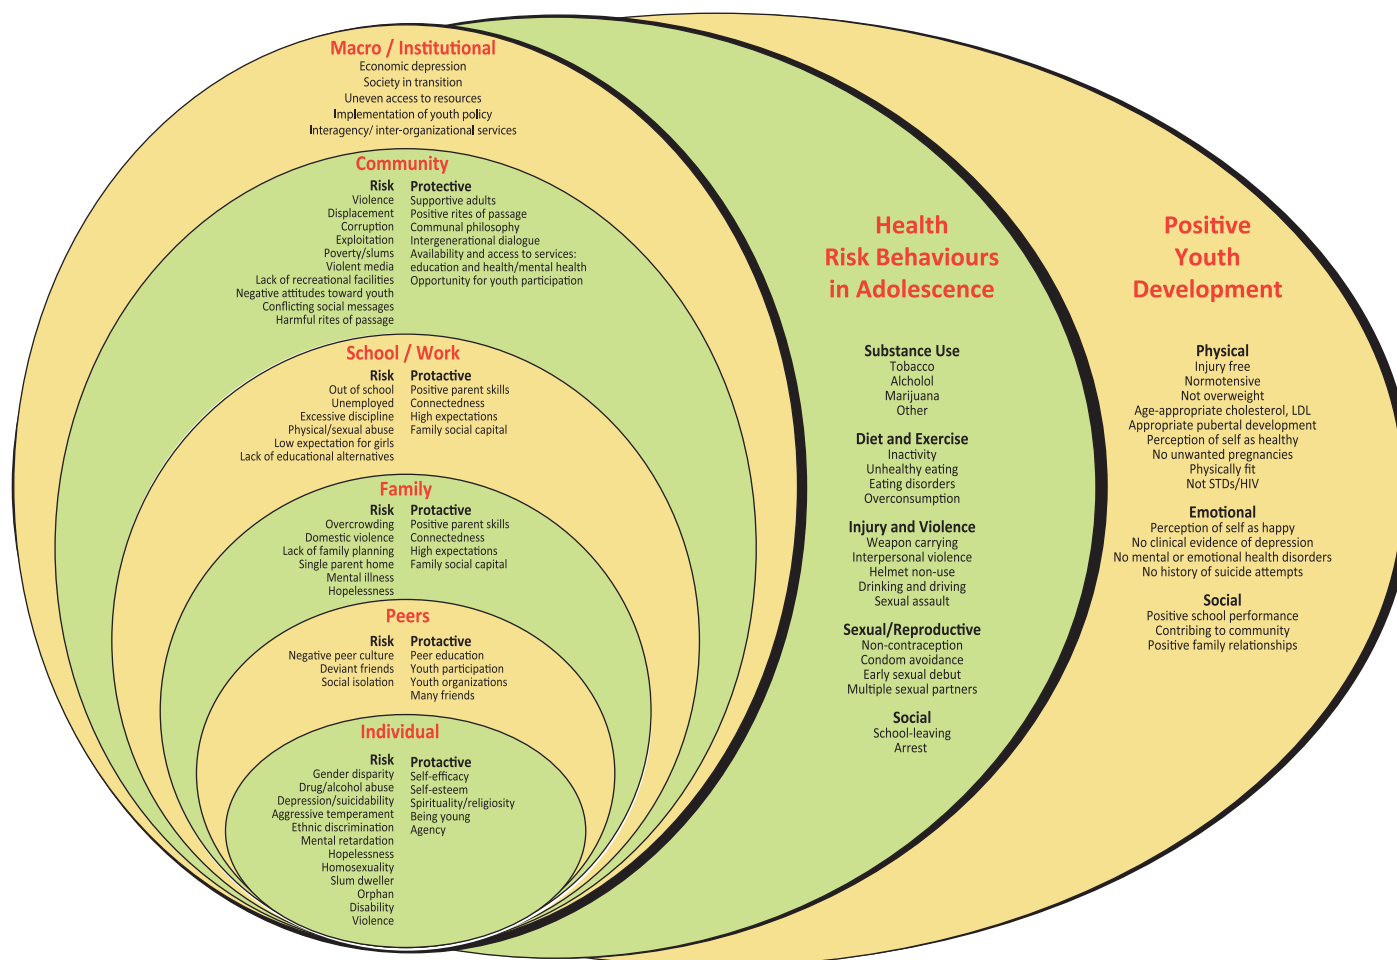 Macro / Institutional
Economic depression
Society in transition
Uneven access to resources
Implementation of youth policy
Interagency/ inter-organizational services
Community
Risk
Violence
Displacement
Corruption
Exploitation
Poverty/slums
Violent media
Lack of recreational facilities
Negative attitudes toward youth
Conflicting social messages
Harmful rites of passage
Protective
Supportive adults
Positive rites of passage
Communal philosophy
Intergenerational dialogue
Availability and access to services:
education and health/mental health
Opportunity for youth participation
School / Work
Risk
Out of school
Unemployed
Excessive discipline
Physical/sexual abuse
Low expectation for girls
Lack of educational alternatives
Protactive
Positive parent skills
Connectedness
High expectations
Family social capital
Family
Risk
Overcrowding
Domestic violence
Lack of family planning
Single parent home
Mental illness
Hopelessness
Protactive
Positive parent skills
Connectedness
High expectations
Family social capital
Peers
Risk
Negative peer culture
Deviant friends
Social isolation
Protactive
Peer education
Youth participation
Youth organizations
Many friends
Individual
Risk
Gender disparity
Drug/alcohol abuse
Depression/suicidability
Aggressive temperament
Ethnic discrimination
Mental retardation
Hopelessness
Homosexuality
Slum dweller
Orphan
Disability
Violence
Protactive
Self-efficacy
Self-esteem
Spirituality/religiosity
Being young
Agency
Health
Risk Behaviours
in Adolescence
Substance Use
Tobacco
Alcholol
Marijuana
Other
Diet and Exercise
Inactivity
Unhealthy eating
Eating disorders
Overconsumption
Injury and Violence
Weapon carrying
Interpersonal violence
Helmet non-use
Drinking and driving
Sexual assault
Sexual/Reproductive
Non-contraception
Condom avoidance
Early sexual debut
Multiple sexual partners
Social
School-leaving
Arrest
Positive
Youth
Development
Physical
Injury free
Normotensive
Not overweight
Age-appropriate cholesterol, LDL
Appropriate pubertal development
Perception of self as healthy
No unwanted pregnancies
Physically fit
Not STDs/HIV
Emotional
Perception of self as happy
No clinical evidence of depression
No mental or emotional health disorders
No history of suicide attempts
Social
Positive school performance
Contribing to community
Positive family relationships